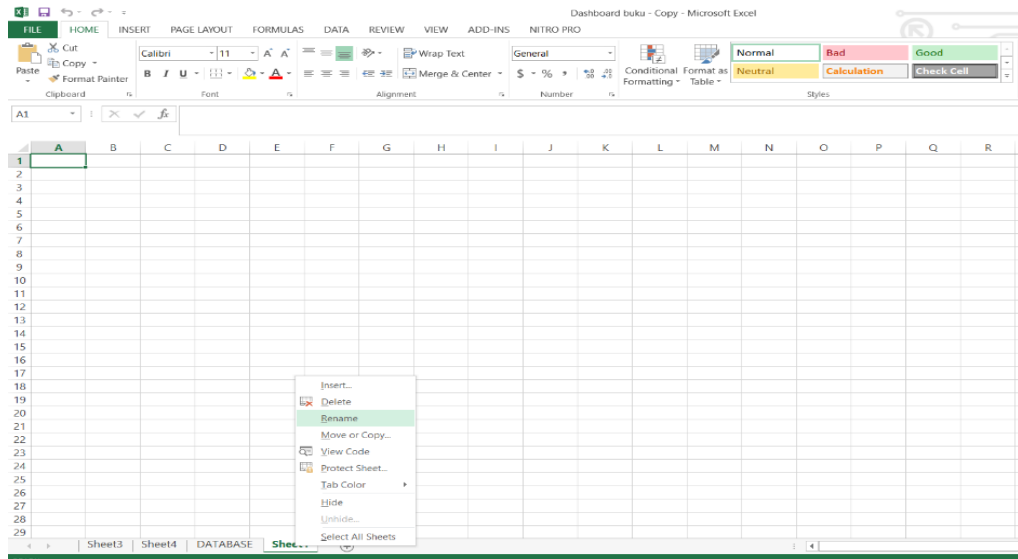 Dashboard buku - Copy - Microsoft Excel
FILE HOME INSERT PAGE LAYOUT FORMULAS DATA REVIEW VIEW ADD-INS NITRO PRO
Paste
Cut
Copy
Format Painter
Clipboard
Calibri 11
B I U
Font
Wrap Text
Merge & Center
Alignment
General
$ % ,
Number
Conditional Formatting
Format as Table
Normal Bad Good
Neutral Calculation Check Cell
Styles
A1 fx
A B C D E F G H I J K L M N O P Q R
1
2
3
4
5
6
7
8
9
10
11
12
13
14
15
16
17
18
19
20
21
22
23
24
25
26
27
28
29
Insert...
Delete
Rename
Move or Copy...
View Code
Protect Sheet...
Tab Color
Hide
Unhide...
Select All Sheets
Sheet3 Sheet4 DATABASE